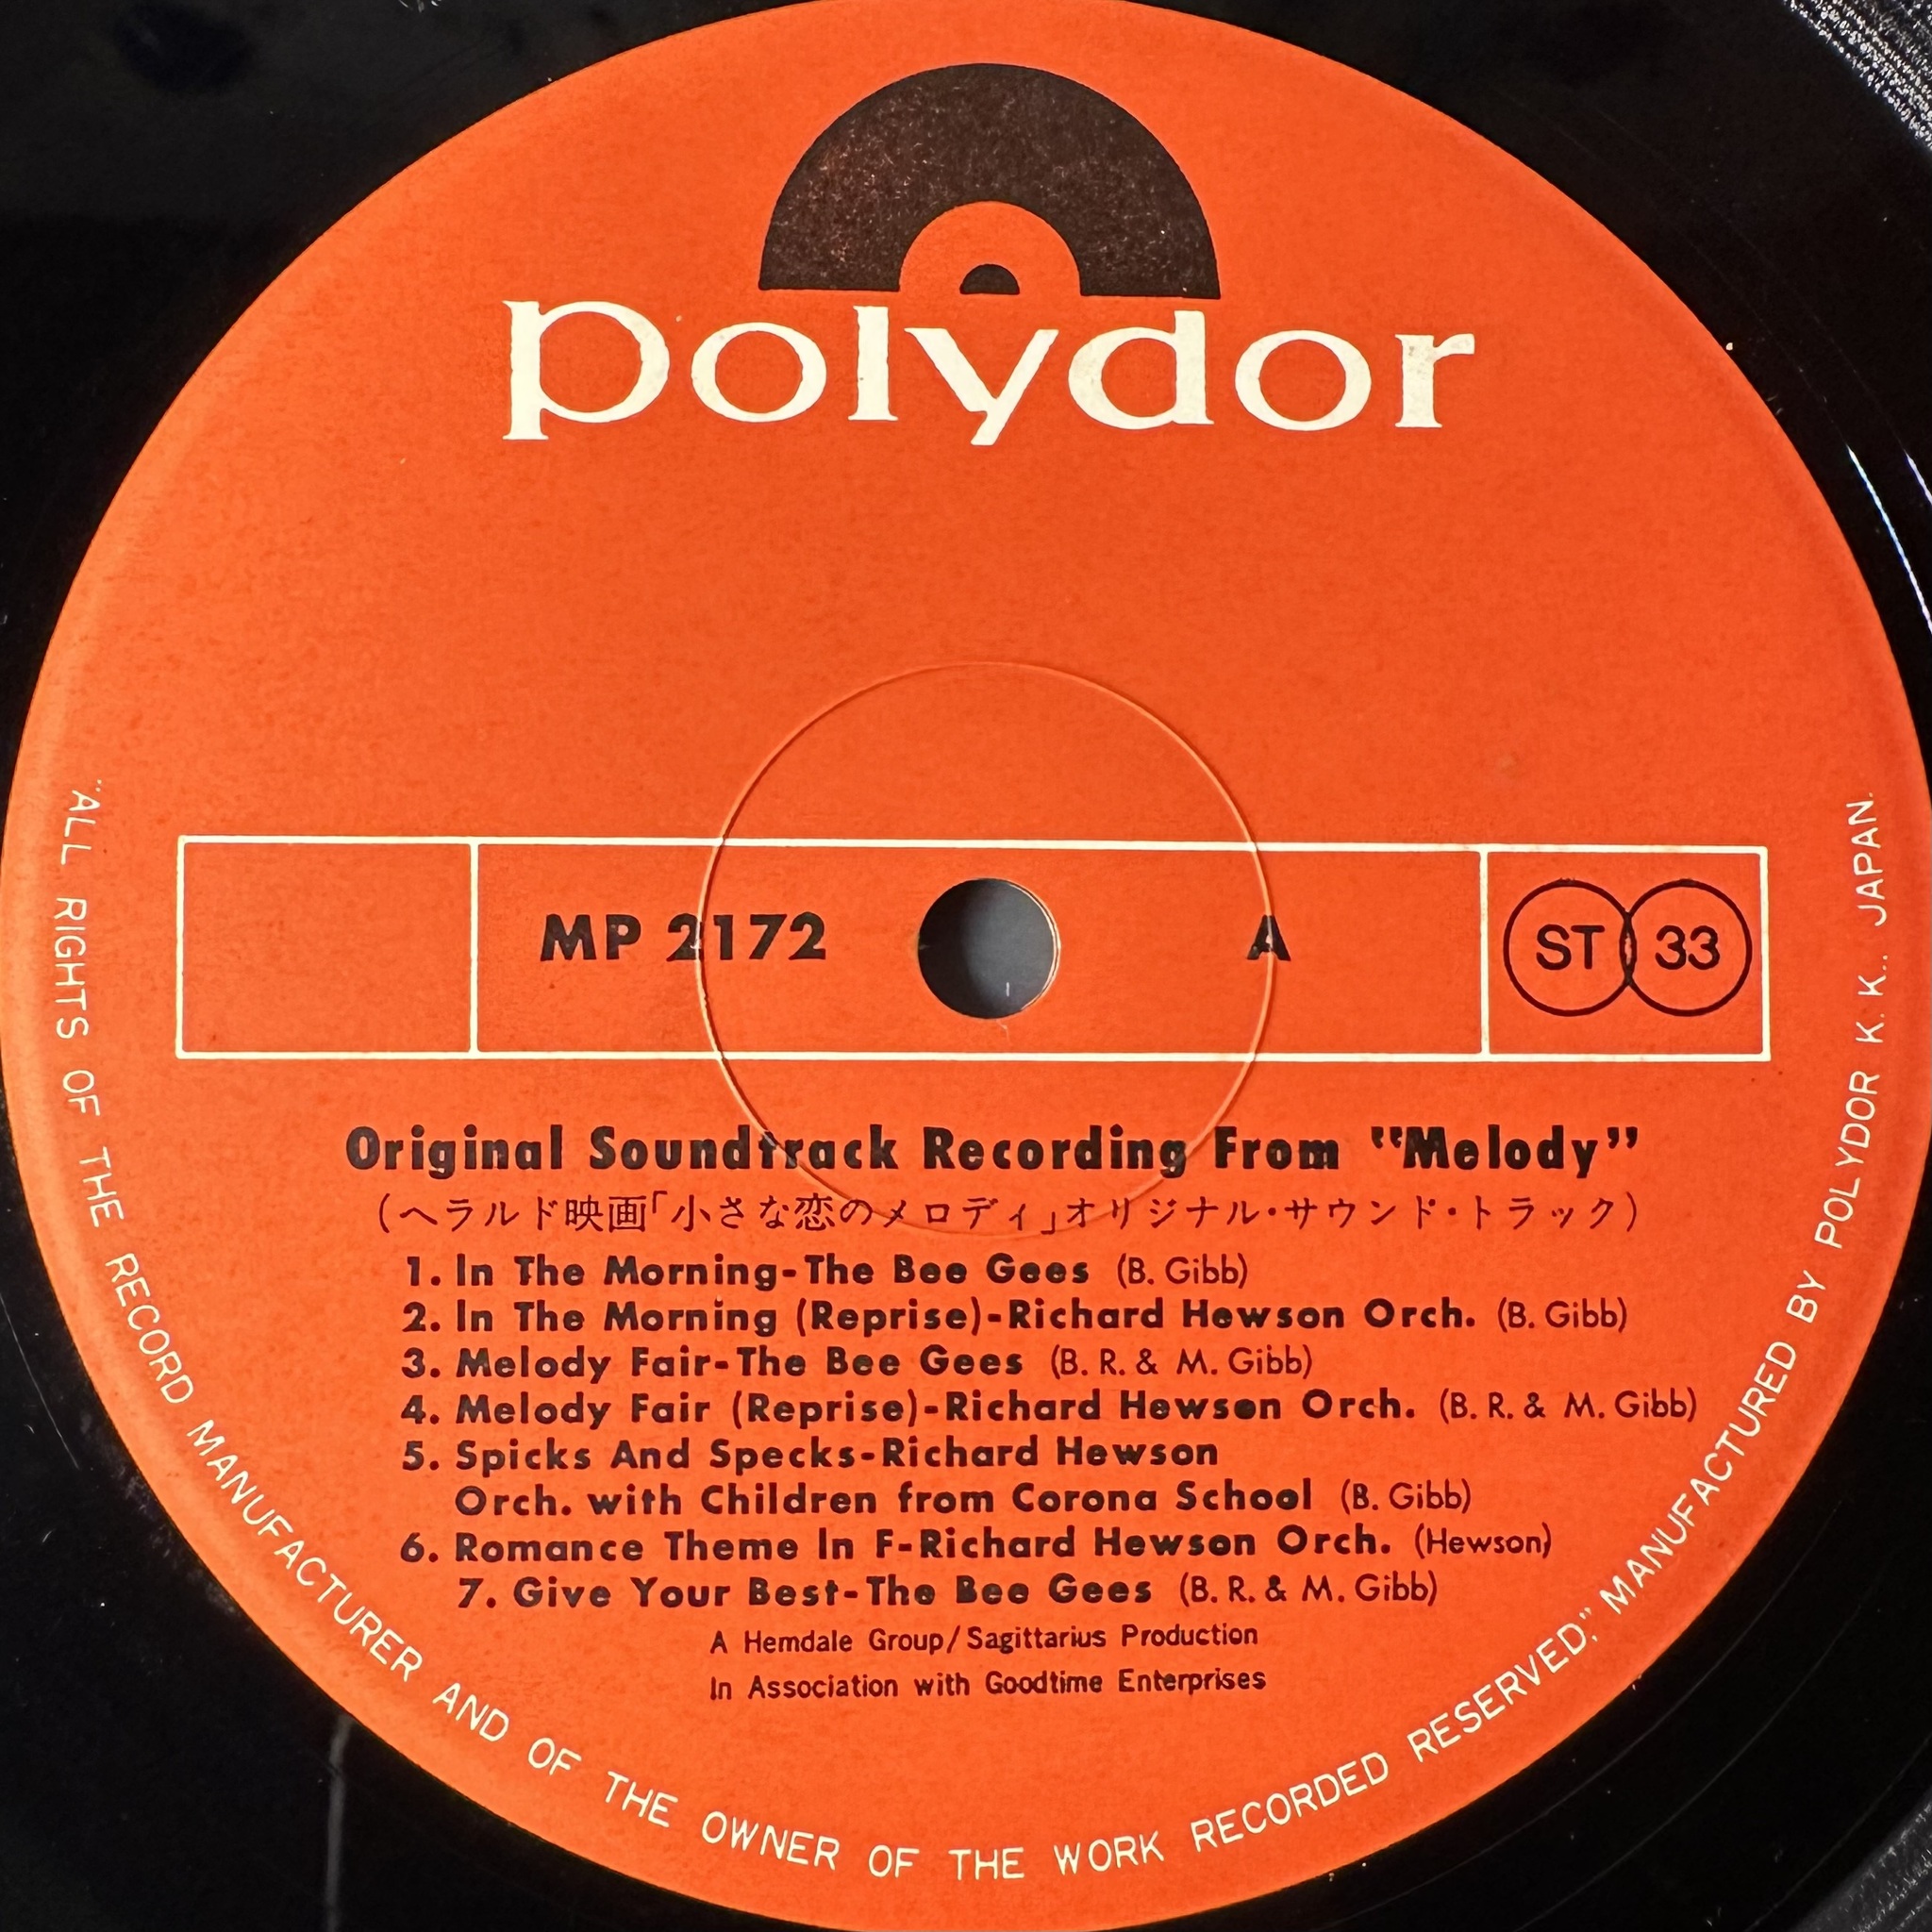 polydor
MP 2172 A ST 33
Original Soundtrack Recording From "Melody"
(ヘラルド映画「小さな恋のメロディ」オリジナル・サウンド・トラック)
1. In The Morning-The Bee Gees (B. Gibb)
2. In The Morning (Reprise)-Richard Hewson Orch. (B. Gibb)
3. Melody Fair-The Bee Gees (B. R. & M. Gibb)
4. Melody Fair (Reprise)-Richard Hewson Orch. (B. R. & M. Gibb)
5. Spicks And Specks-Richard Hewson
Orch. with Children from Corona School (B. Gibb)
6. Romance Theme In F-Richard Hewson Orch. (Hewson)
7. Give Your Best-The Bee Gees (B. R. & M. Gibb)
A Hemdale Group/Sagittarius Production
In Association with Goodtime Enterprises
"ALL RIGHTS OF THE RECORD MANUFACTURER AND OF THE OWNER OF THE WORK RECORDED RESERVED," MANUFACTURED BY POLYDOR K. K., JAPAN.